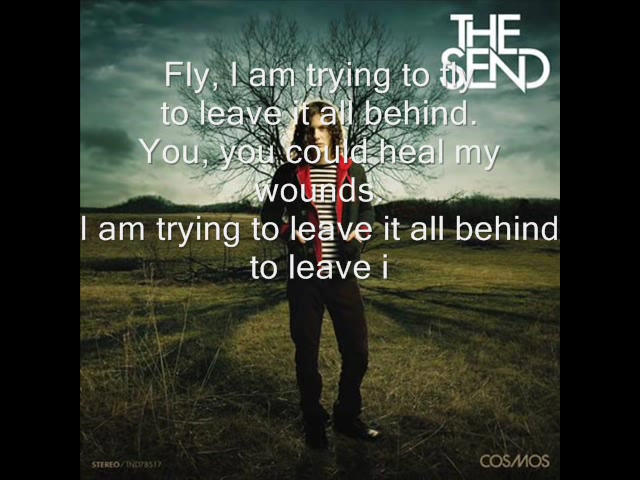 THE
SEND
Fly, I am trying to fly
to leave it all behind.
You, you could heal my
wounds.
I am trying to leave it all behind
to leave i
STEREO/TND78517
COSMOS